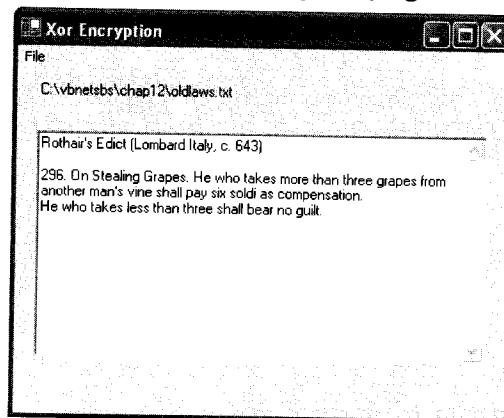 Xor Encryption
File
C:\vbnetsbs\chap12\oldlaws.txt
Rothair's Edict (Lombard Italy, c. 643)
296. On Stealing Grapes. He who takes more than three grapes from
another man's vine shall pay six soldi as compensation.
He who takes less than three shall bear no guilt.